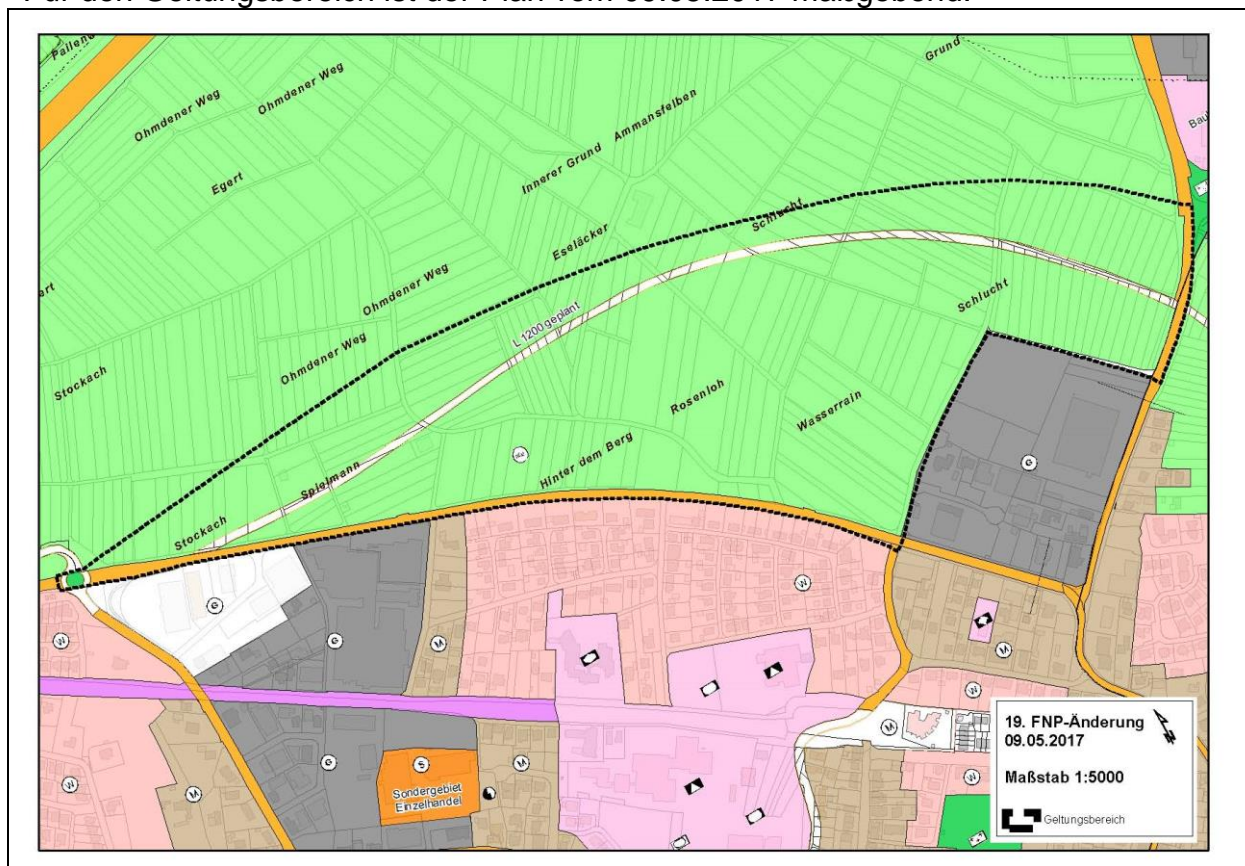 Für den Geltungsbereich ist der Plan vom 09.05.2017 maßgebend.
Ohmdener Weg
Ohmdener Weg
Grund
Ammansfelben
Innerer Grund
Egert
Schlucht
Eseläcker
Ohmdener Weg
L 1200 geplant
Schlucht
Ohmdener Weg
Stockach
Rosenloh
Wasserrain
Hinter dem Berg
Spielmann
Stockach
G
G
G
W
W
M
M
W
M
W
G
S
M
W
M
W
Sondergebiet
Einzelhandel
19. FNP-Änderung
09.05.2017
Maßstab 1:5000
Geltungsbereich